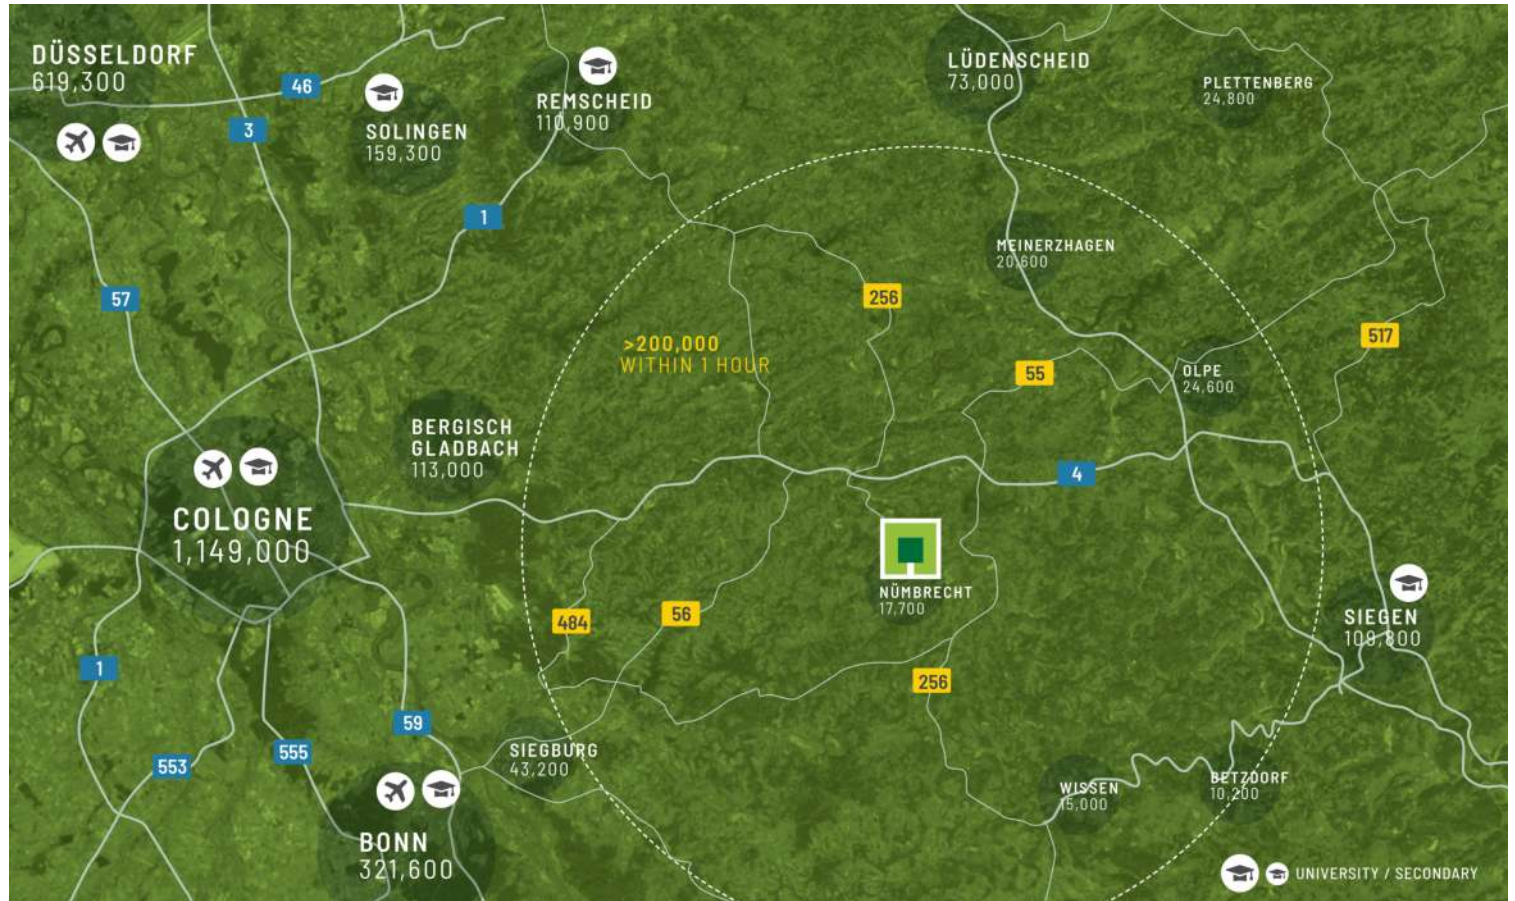 DÜSSELDORF
619,300
46
3
SOLINGEN
159,300
REMSCHEID
110,900
1
LÜDENSCHEID
73,000
PLETTENBERG
24,800
MEINERZHAGEN
20,600
57
256
517
>200,000
WITHIN 1 HOUR
55
OLPE
24,600
BERGISCH
GLADBACH
113,000
4
COLOGNE
1,149,000
NÜMBRECHT
17,700
484
56
SIEGEN
109,800
1
256
59
553
555
SIEGBURG
43,200
WISSEN
15,000
BETZDORF
10,200
BONN
321,600
UNIVERSITY / SECONDARY